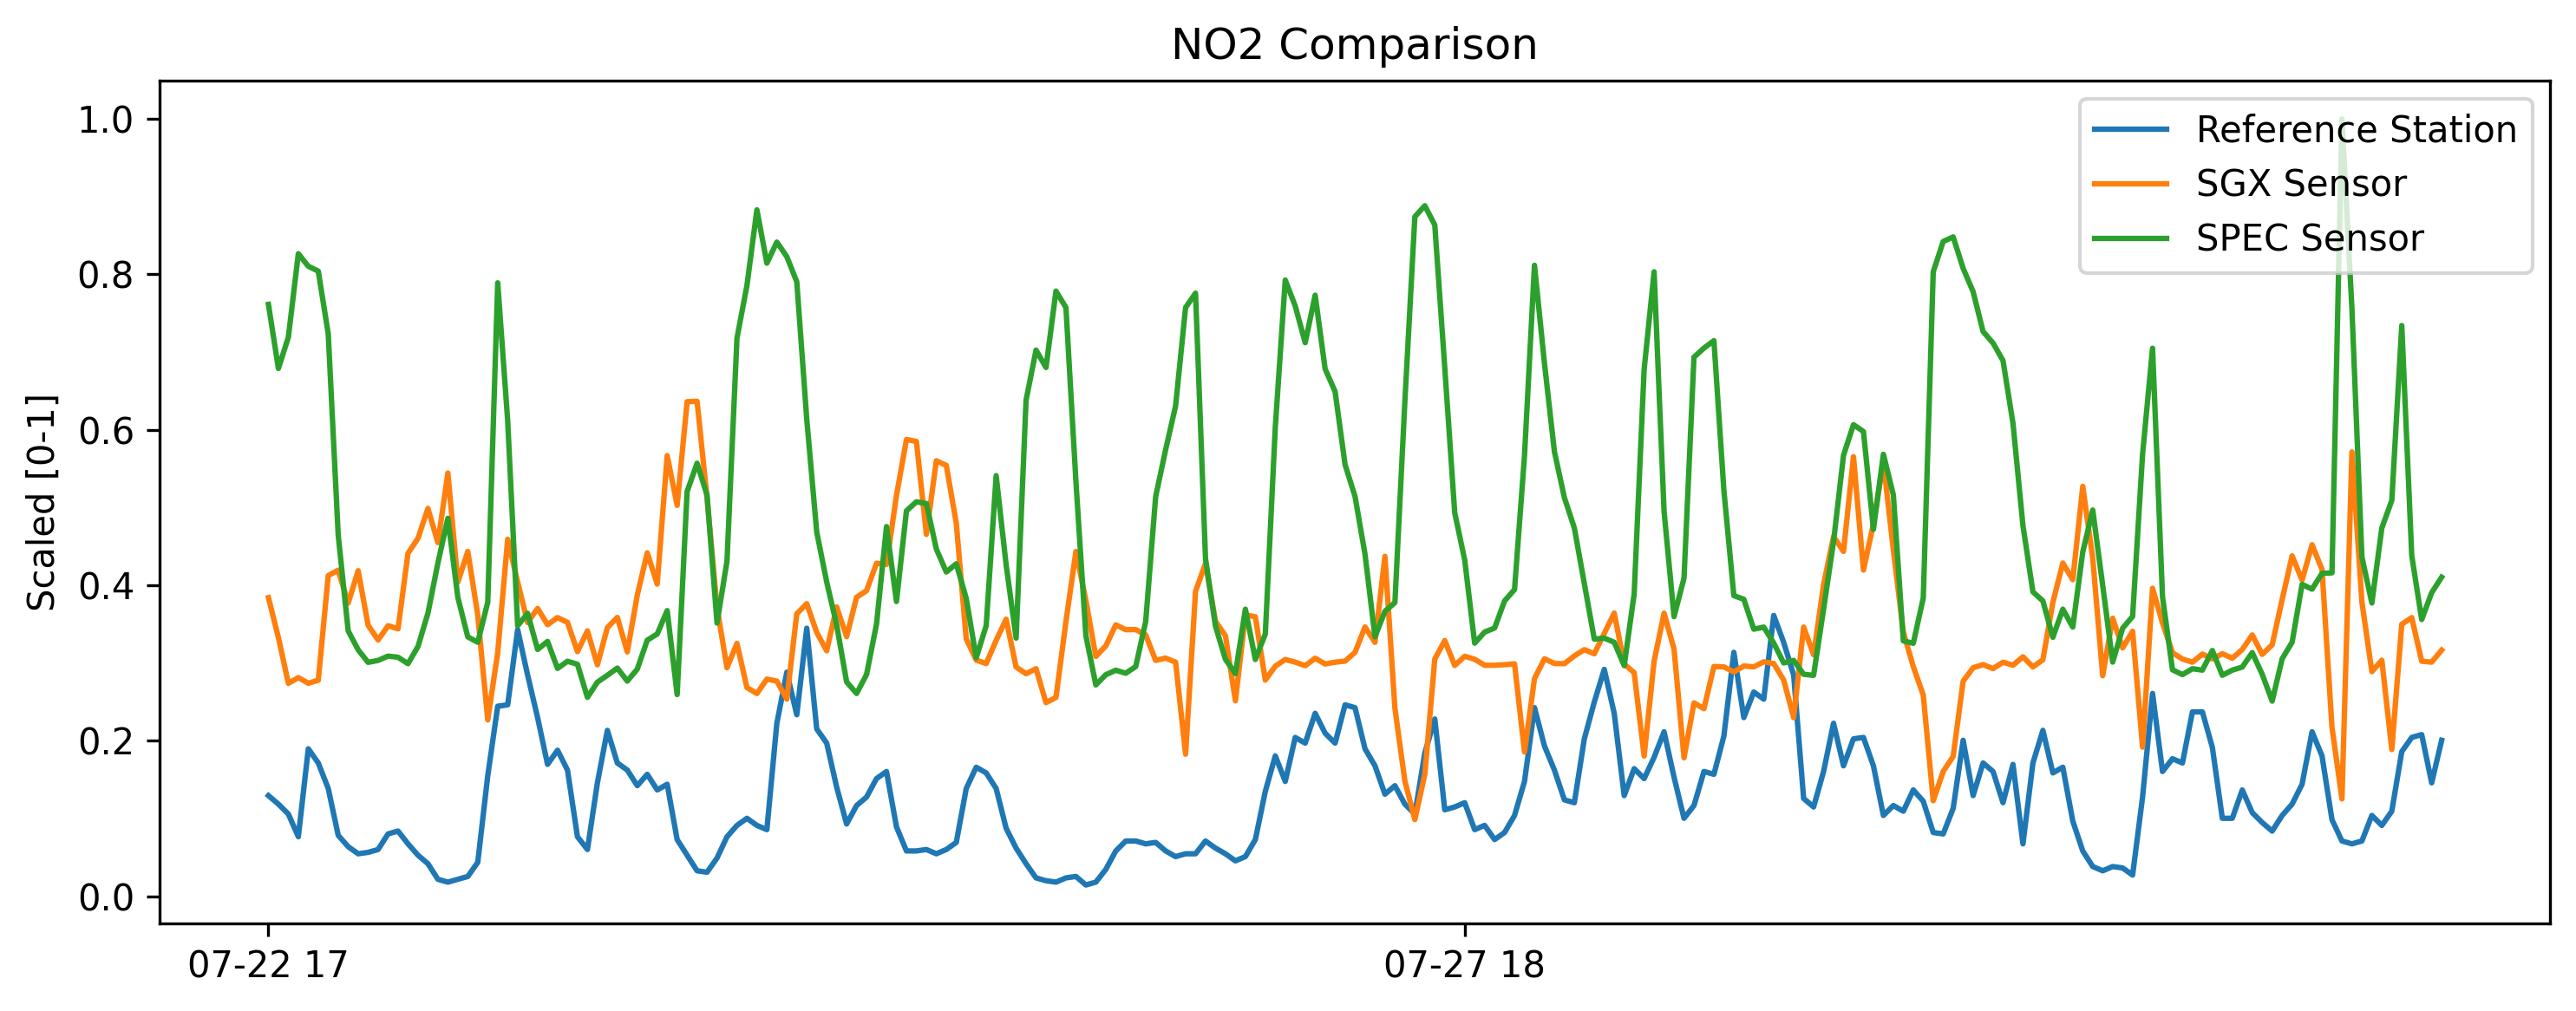 NO2 Comparison
Scaled [0-1]
1.0
0.8
0.6
0.4
0.2
0.0
07-22 17
07-27 18
Reference Station
SGX Sensor
SPEC Sensor